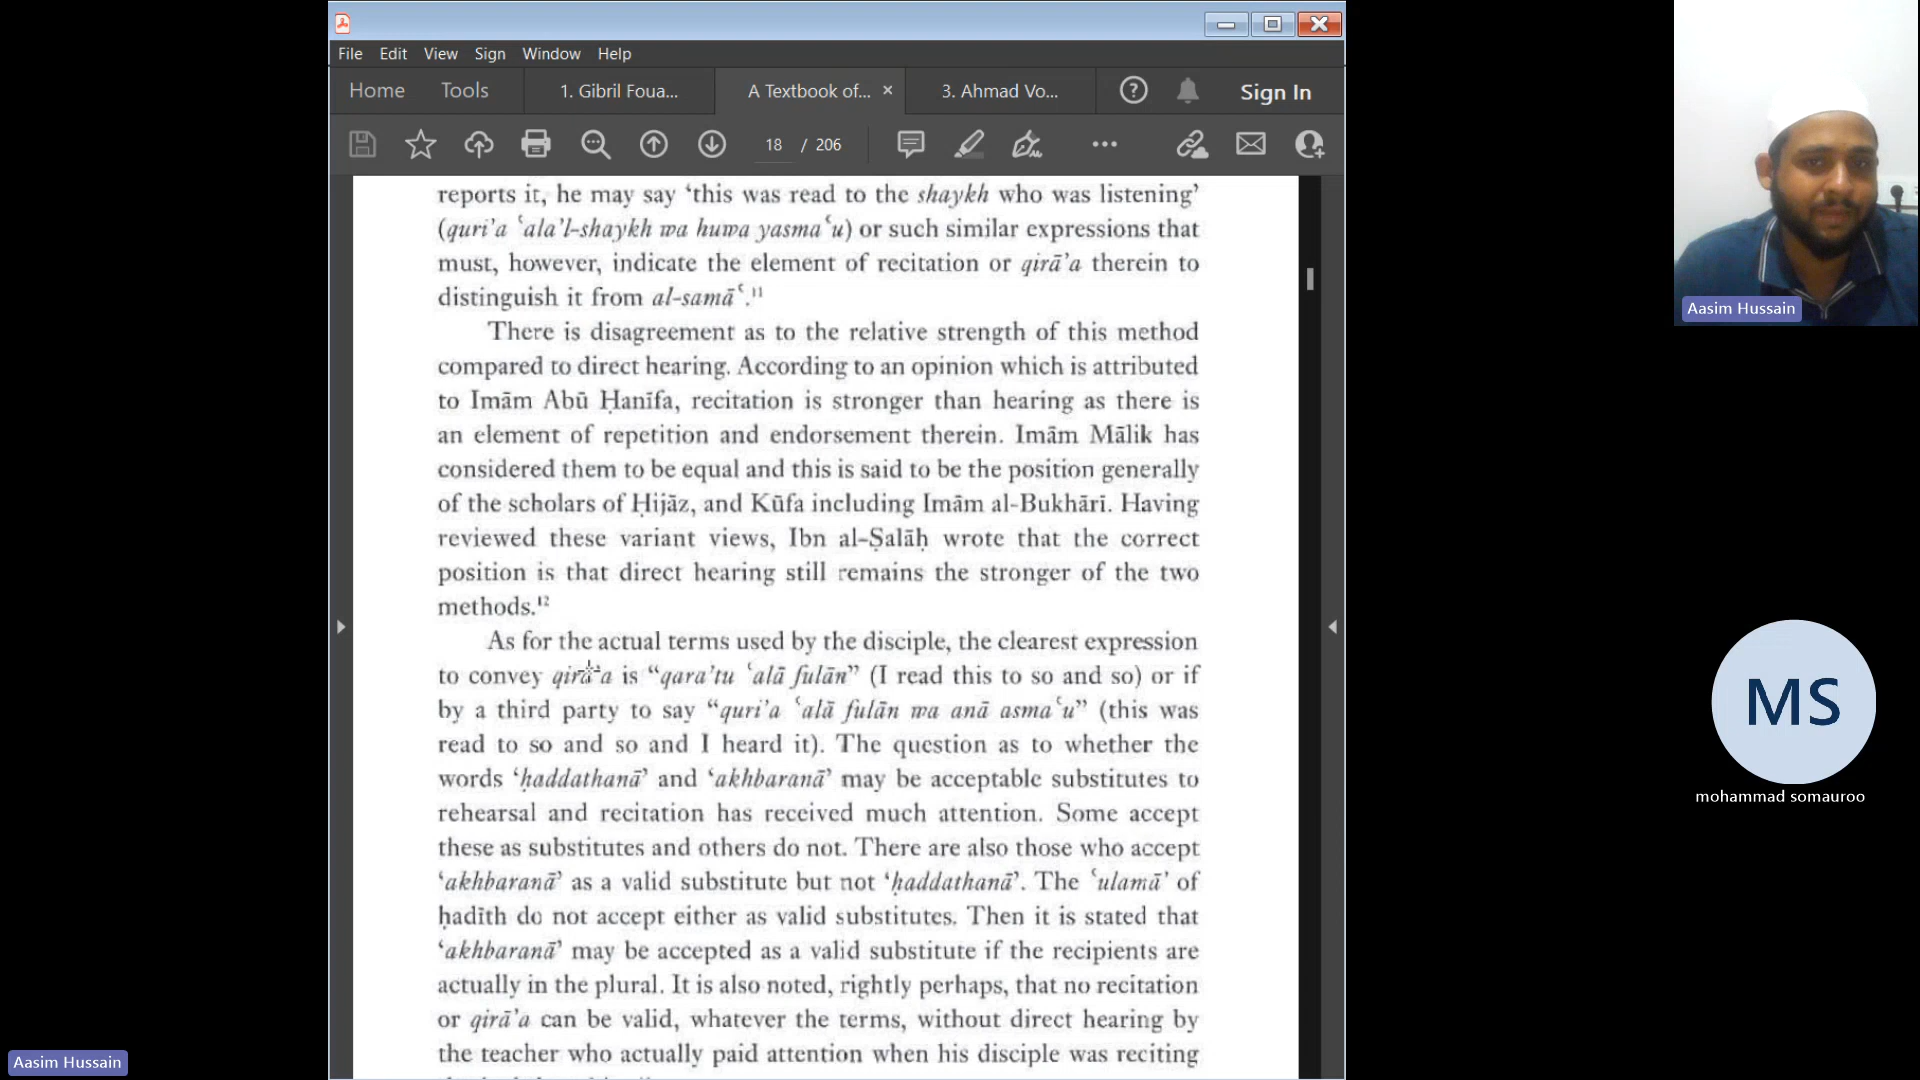 File Edit View Sign Window Help
Home Tools 1. Gibril Foua... A Textbook of... × 3. Ahmad Vo... ? Sign In
18 / 206
reports it, he may say ‘this was read to the shaykh who was listening’
(quri’a ʿala’l-shaykh wa huwa yasmaʿu) or such similar expressions that
must, however, indicate the element of recitation or qirā’a therein to
distinguish it from al-samāʿ.¹¹
There is disagreement as to the relative strength of this method
compared to direct hearing. According to an opinion which is attributed
to Imām Abū Ḥanīfa, recitation is stronger than hearing as there is
an element of repetition and endorsement therein. Imām Mālik has
considered them to be equal and this is said to be the position generally
of the scholars of Ḥijāz, and Kūfa including Imām al-Bukhārī. Having
reviewed these variant views, Ibn al-Ṣalāḥ wrote that the correct
position is that direct hearing still remains the stronger of the two
methods.¹²
As for the actual terms used by the disciple, the clearest expression
to convey qirā’a is “qara’tu ʿalā fulān” (I read this to so and so) or if
by a third party to say “quri’a ʿalā fulān wa anā asmaʿu” (this was
read to so and so and I heard it). The question as to whether the
words ‘ḥaddathanā’ and ‘akhbaranā’ may be acceptable substitutes to
rehearsal and recitation has received much attention. Some accept
these as substitutes and others do not. There are also those who accept
‘akhbaranā’ as a valid substitute but not ‘ḥaddathanā’. The ʿulamā’ of
ḥadīth do not accept either as valid substitutes. Then it is stated that
‘akhbaranā’ may be accepted as a valid substitute if the recipients are
actually in the plural. It is also noted, rightly perhaps, that no recitation
or qirā’a can be valid, whatever the terms, without direct hearing by
the teacher who actually paid attention when his disciple was reciting
Aasim Hussain
MS
mohammad somauroo
Aasim Hussain